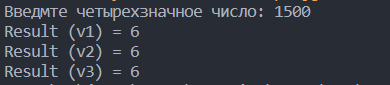 Введмте четырехзначное число: 1500
Result (v1) = 6
Result (v2) = 6
Result (v3) = 6